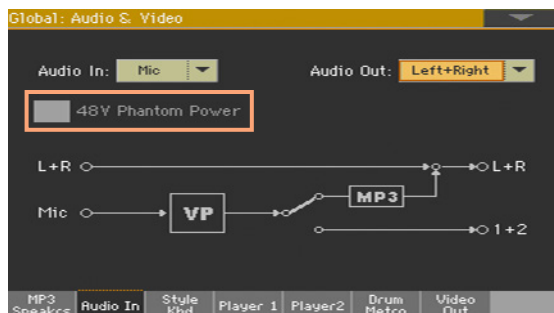 Global: Audio & Video
Audio In: Mic
Audio Out: Left+Right
48V Phantom Power
L+R
L+R
MP3
Mic
VP
1+2
MP3 Speakrs
Audio In
Style Kbd
Player 1
Player2
Drum Metro
Video Out